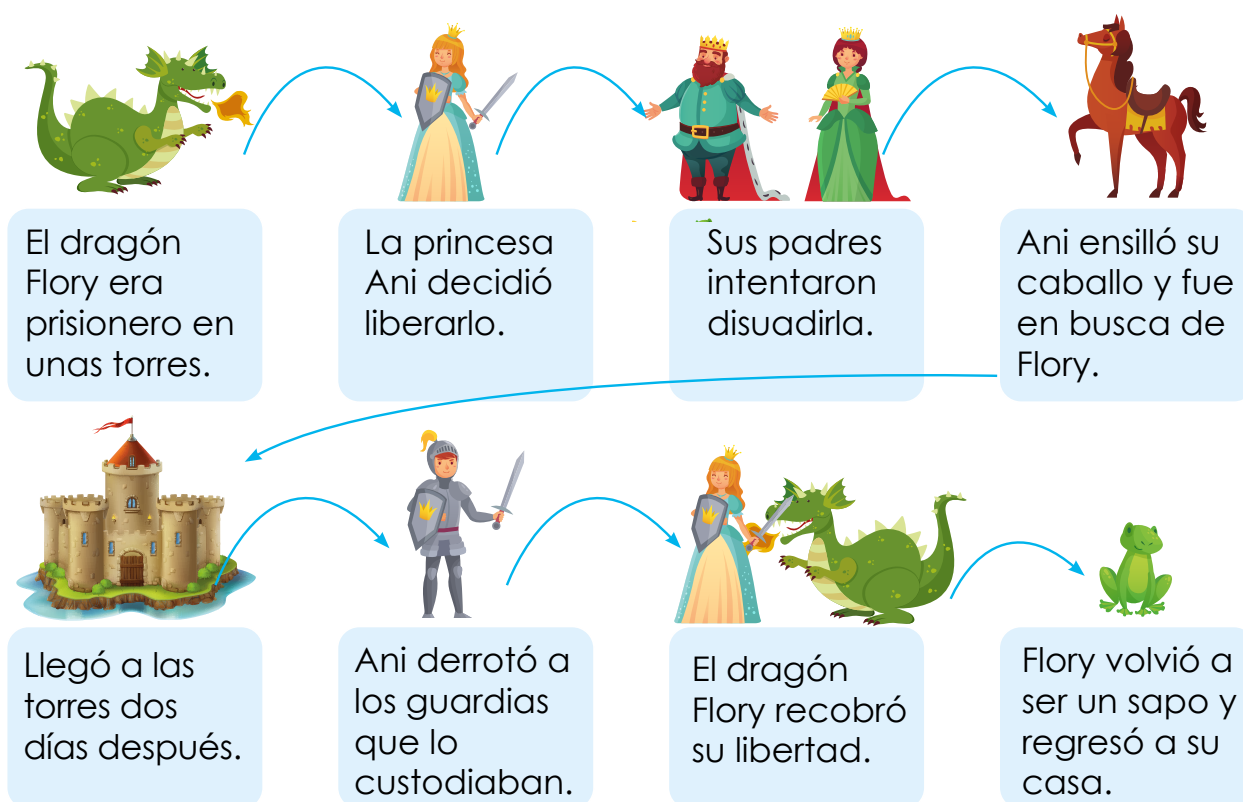 El dragón
Flory era
prisionero en
unas torres.
La princesa
Ani decidió
liberarlo.
Sus padres
intentaron
disuadirla.
Ani ensilló su
caballo y fue
en busca de
Flory.
Llegó a las
torres dos
días después.
Ani derrotó a
los guardias
que lo
custodiaban.
El dragón
Flory recobró
su libertad.
Flory volvió a
ser un sapo y
regresó a su
casa.